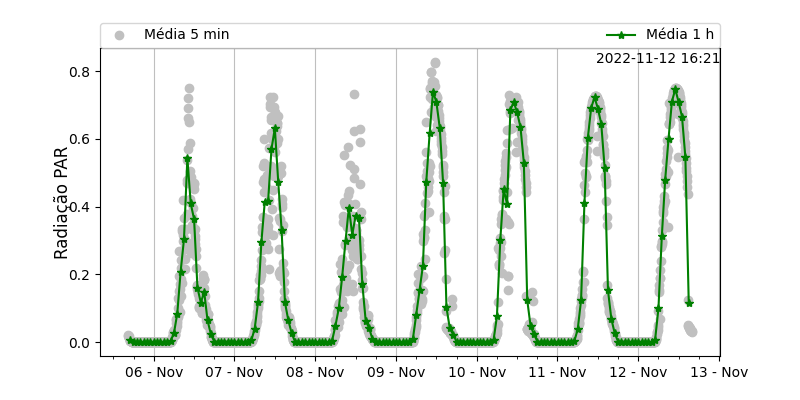 Média 5 min
Média 1 h
2022-11-12 16:21
Radiação PAR
0.8
0.6
0.4
0.2
0.0
06 - Nov
07 - Nov
08 - Nov
09 - Nov
10 - Nov
11 - Nov
12 - Nov
13 - Nov